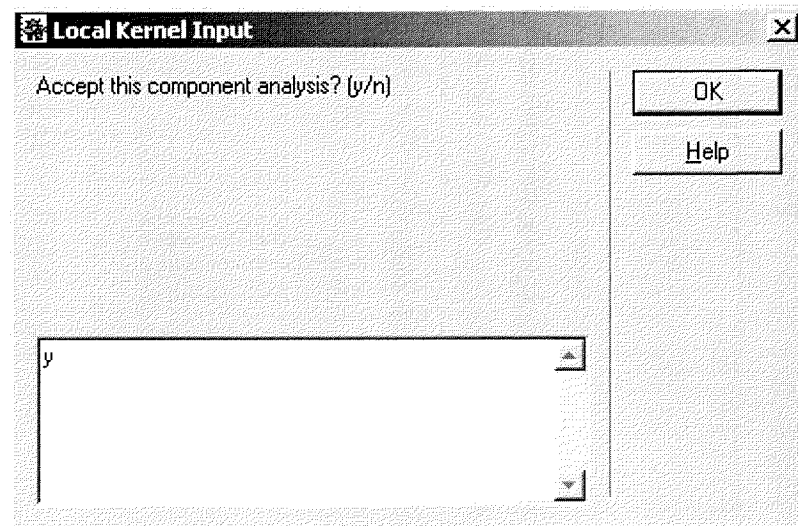 Local Kernel Input
Accept this component analysis? (y/n)
OK
Help
y